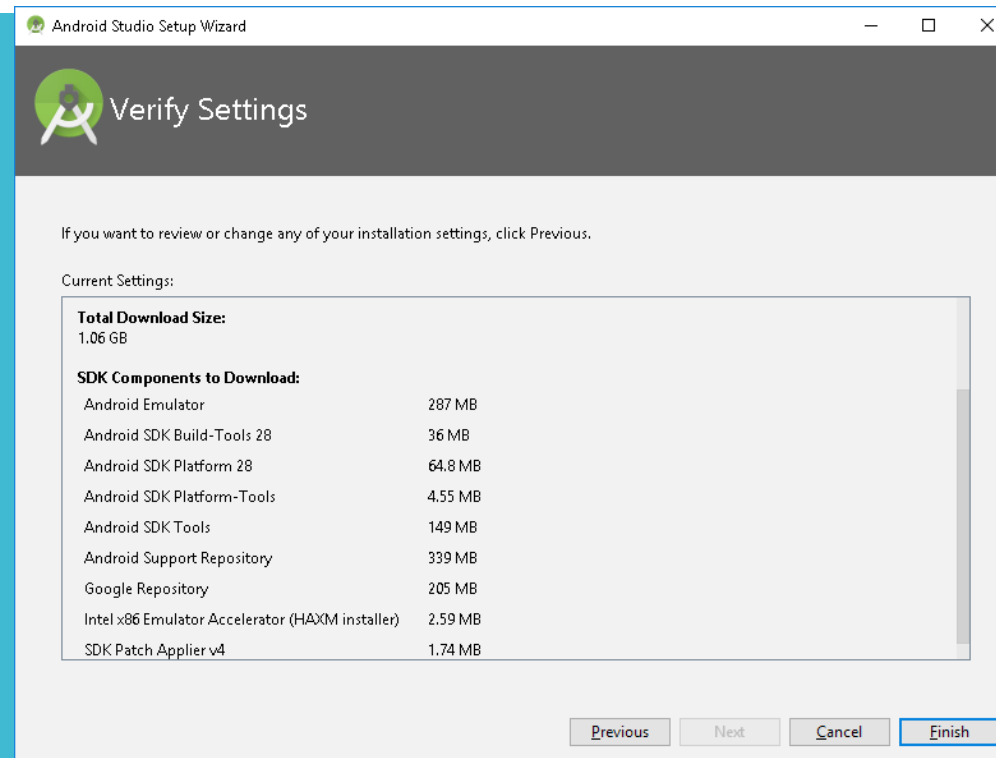 Android Studio Setup Wizard
Verify Settings
If you want to review or change any of your installation settings, click Previous.
Current Settings:
Total Download Size:
1.06 GB
SDK Components to Download:
Android Emulator 287 MB
Android SDK Build-Tools 28 36 MB
Android SDK Platform 28 64.8 MB
Android SDK Platform-Tools 4.55 MB
Android SDK Tools 149 MB
Android Support Repository 339 MB
Google Repository 205 MB
Intel x86 Emulator Accelerator (HAXM installer) 2.59 MB
SDK Patch Applier v4 1.74 MB
Previous Next Cancel Finish